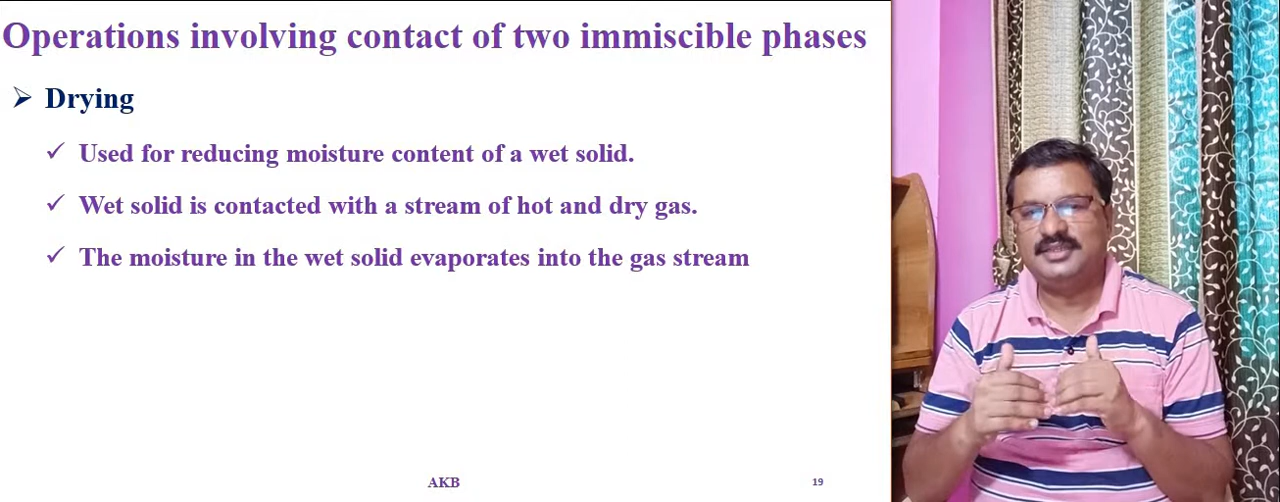 Operations involving contact of two immiscible phases
Drying
Used for reducing moisture content of a wet solid.
Wet solid is contacted with a stream of hot and dry gas.
The moisture in the wet solid evaporates into the gas stream
AKB
19